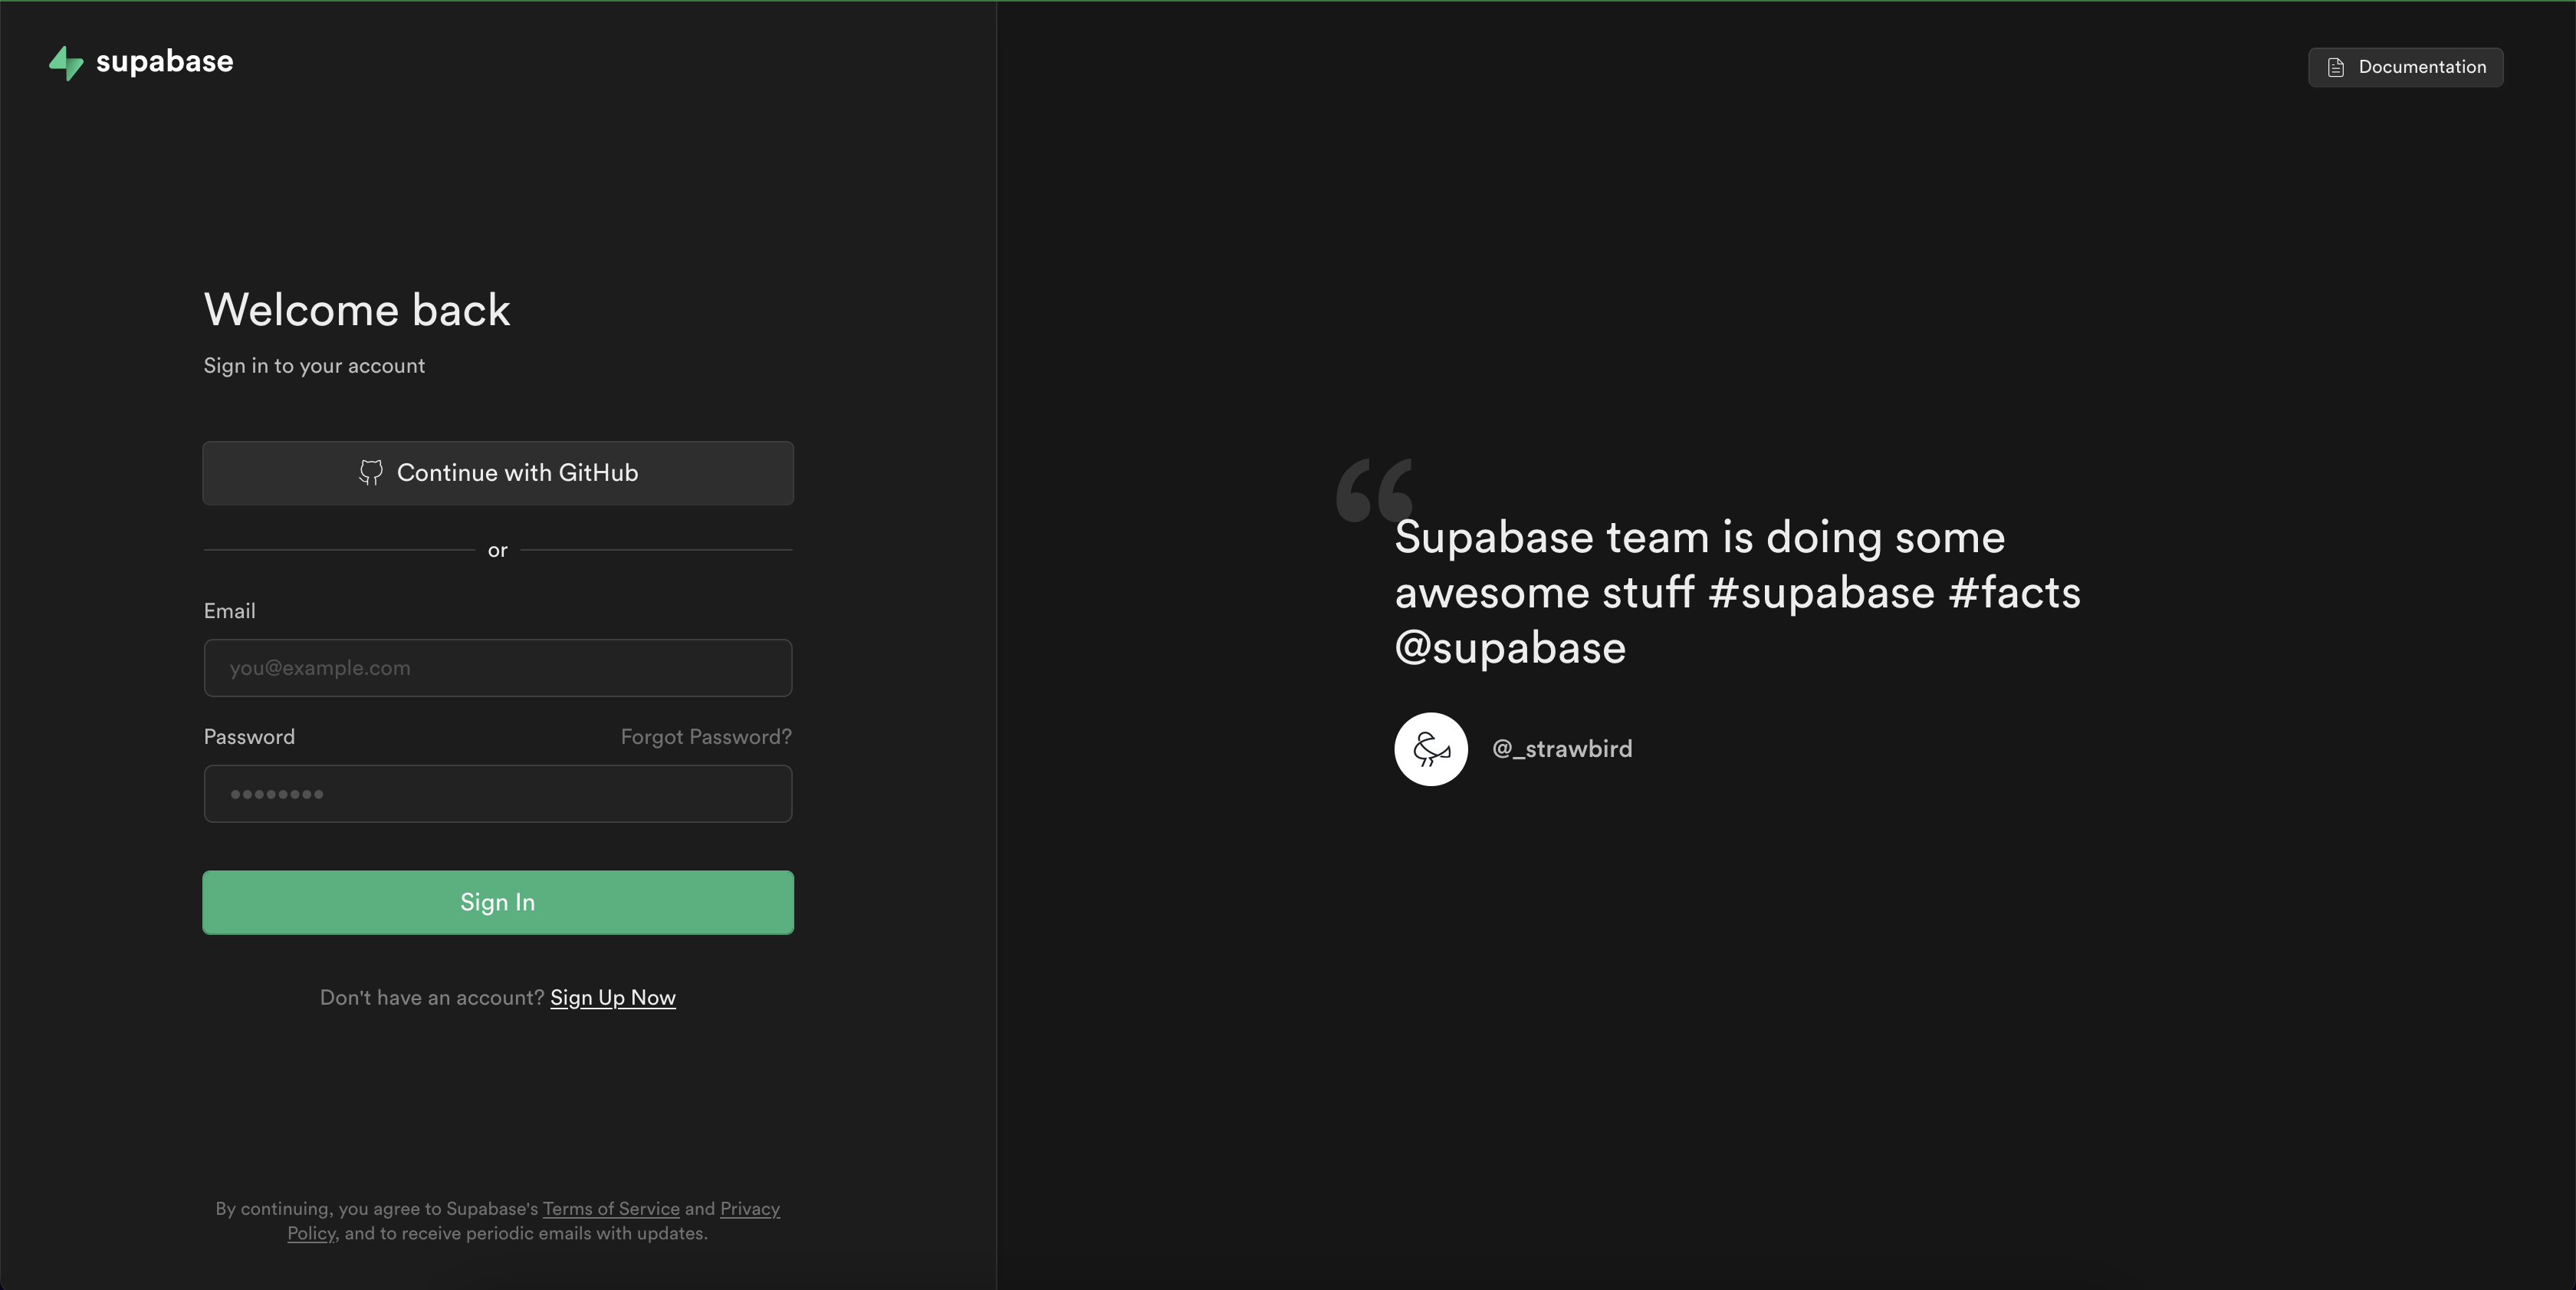 supabase
Documentation
Welcome back
Sign in to your account
Continue with GitHub
or
Email
you@example.com
Password
Forgot Password?
••••••••
Sign In
Don't have an account? Sign Up Now
By continuing, you agree to Supabase's Terms of Service and Privacy
Policy, and to receive periodic emails with updates.
“
Supabase team is doing some
awesome stuff #supabase #facts
@supabase
@_strawbird